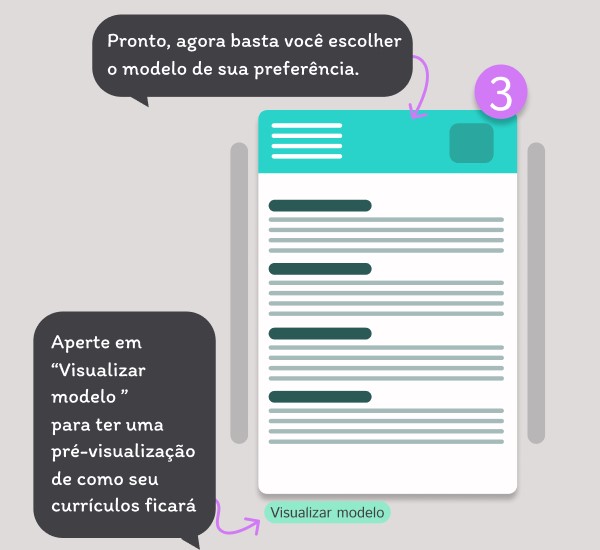 Pronto, agora basta você escolher
o modelo de sua preferência.
3
Aperte em
“Visualizar
modelo ”
para ter uma
pré-visualização
de como seu
currículos ficará
Visualizar modelo